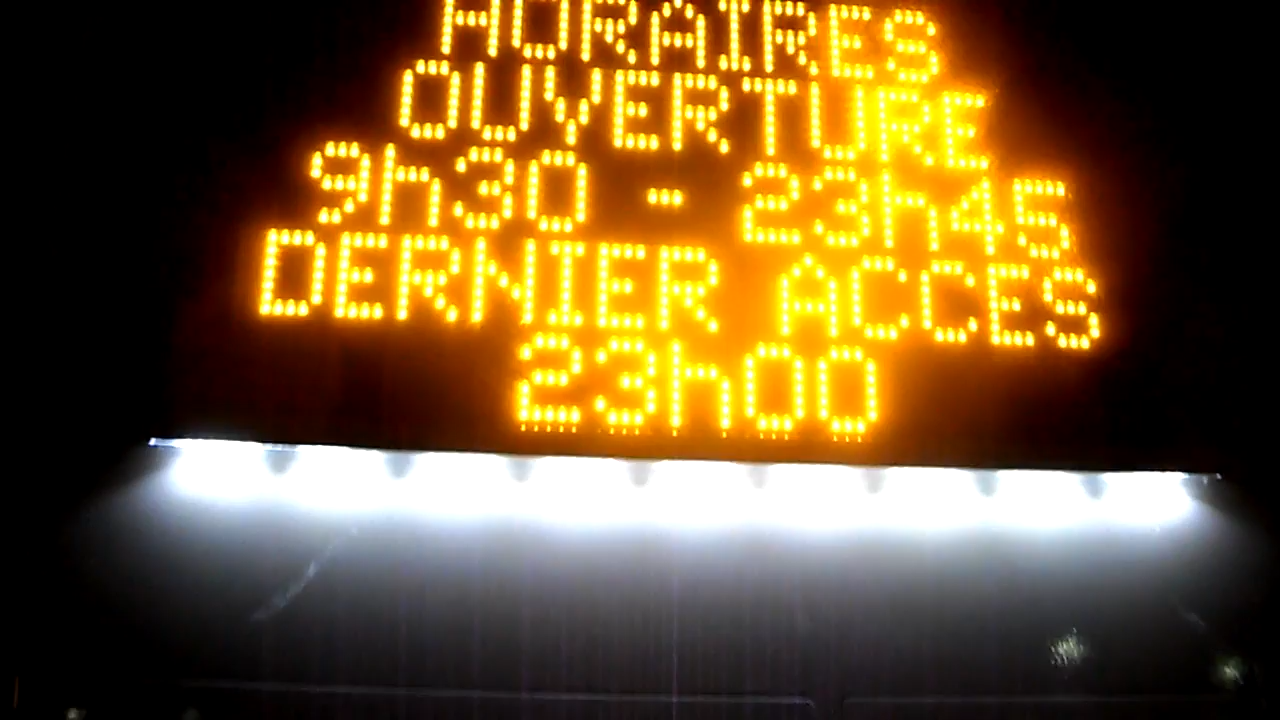 HORAIRES
OUVERTURE
9h30 - 23h45
DERNIER ACCES
23h00